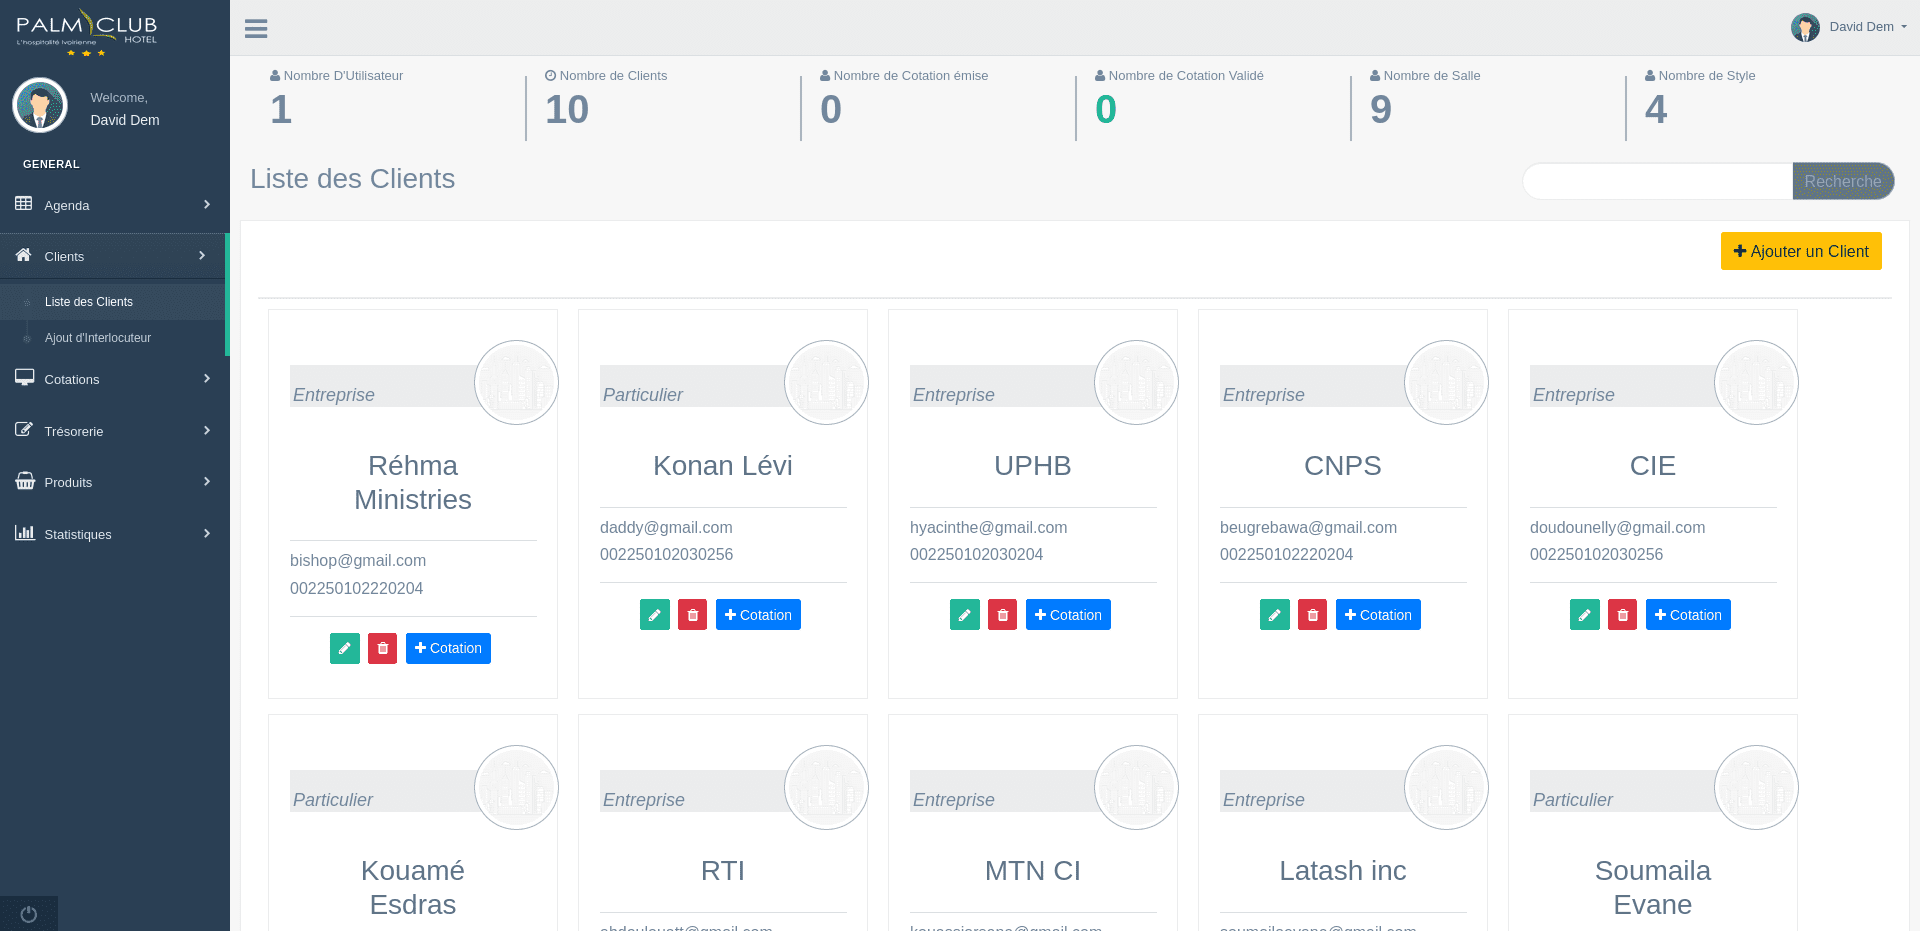 PALM CLUB
L'hospitalité Ivoirienne HOTEL
Welcome,
David Dem
GENERAL
Agenda
Clients
Liste des Clients
Ajout d'Interlocuteur
Cotations
Trésorerie
Produits
Statistiques
David Dem
Nombre D'Utilisateur
1
Nombre de Clients
10
Nombre de Cotation émise
0
Nombre de Cotation Validé
0
Nombre de Salle
9
Nombre de Style
4
Liste des Clients
Recherche
Ajouter un Client
Entreprise
Réhma
Ministries
bishop@gmail.com
002250102220204
Cotation
Particulier
Konan Lévi
daddy@gmail.com
002250102030256
Cotation
Entreprise
UPHB
hyacinthe@gmail.com
002250102030204
Cotation
Entreprise
CNPS
beugrebawa@gmail.com
002250102220204
Cotation
Entreprise
CIE
doudounelly@gmail.com
002250102030256
Cotation
Particulier
Kouamé
Esdras
Entreprise
RTI
Entreprise
MTN CI
Entreprise
Latash inc
Particulier
Soumaila
Evane